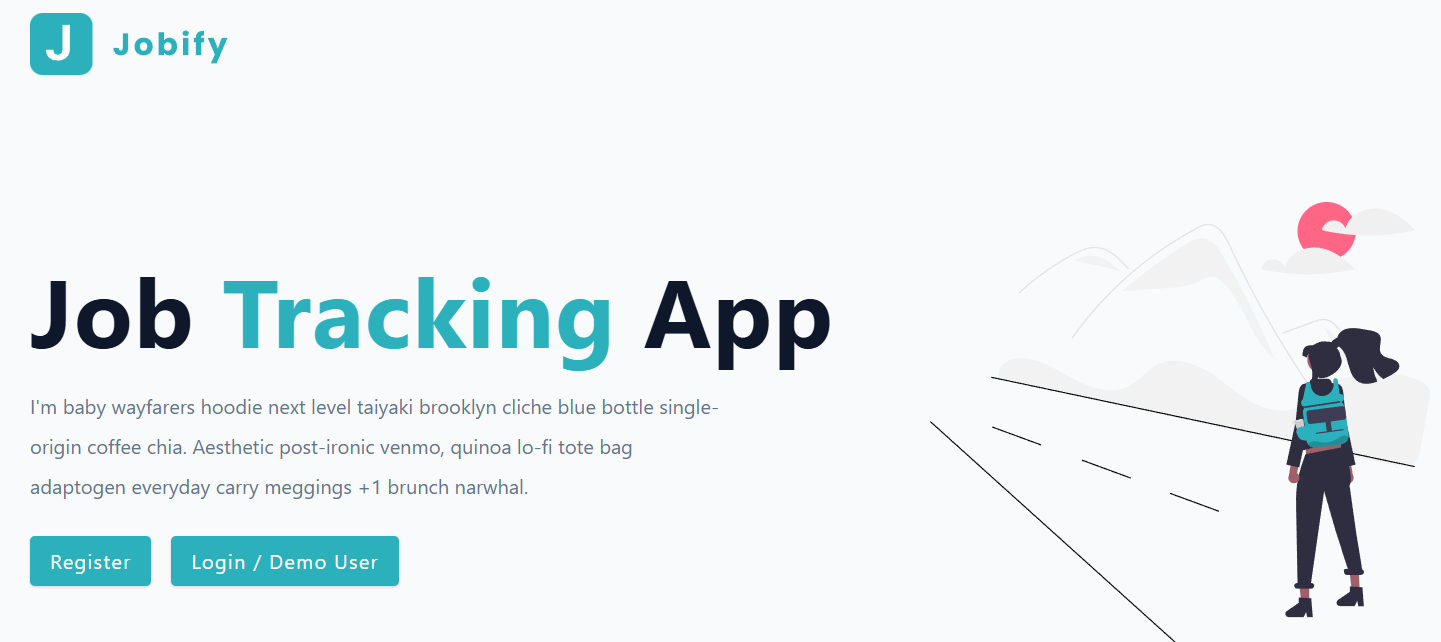 J Jobify
Job Tracking App
I'm baby wayfarers hoodie next level taiyaki brooklyn cliche blue bottle single-
origin coffee chia. Aesthetic post-ironic venmo, quinoa lo-fi tote bag
adaptogen everyday carry meggings +1 brunch narwhal.
Register Login / Demo User